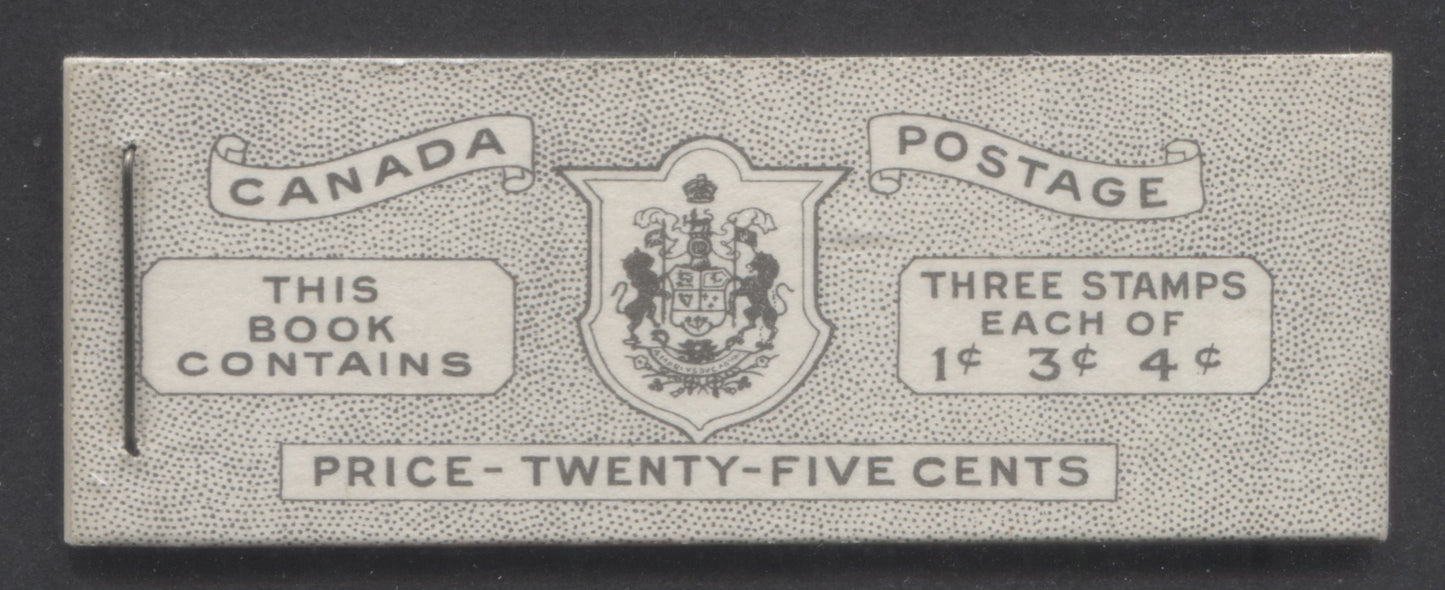 CANADA
POSTAGE
THIS
BOOK
CONTAINS
THREE STAMPS
EACH OF
1¢ 3¢ 4¢
PRICE - TWENTY-FIVE CENTS